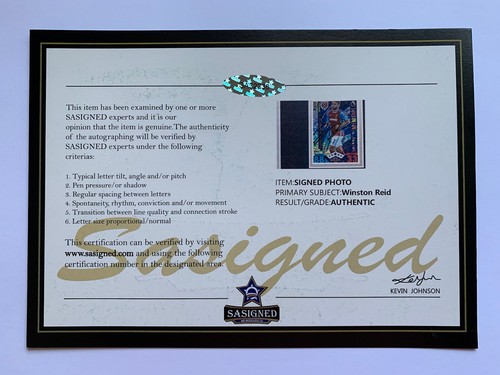 This item has been examined by one or more
SASIGNED experts and it is our
opinion that the item is genuine.The authenticity
of the autographing will be verified by
SASIGNED experts under the following
criterias:
1. Typical letter tilt, angle and/or pitch
2. Pen pressure/or shadow
3. Regular spacing between letters
4. Spontaneity, rhythm, conviction and/or movement
5. Transition between line quality and connection stroke
6. Letter size proportional/normal
This certification can be verified by visiting
www.sasigned.com and using the following
certification number in the designated area.
ITEM:SIGNED PHOTO
PRIMARY SUBJECT:Winston Reid
RESULT/GRADE:AUTHENTIC
Sasigned
KEVIN JOHNSON
SASIGNED